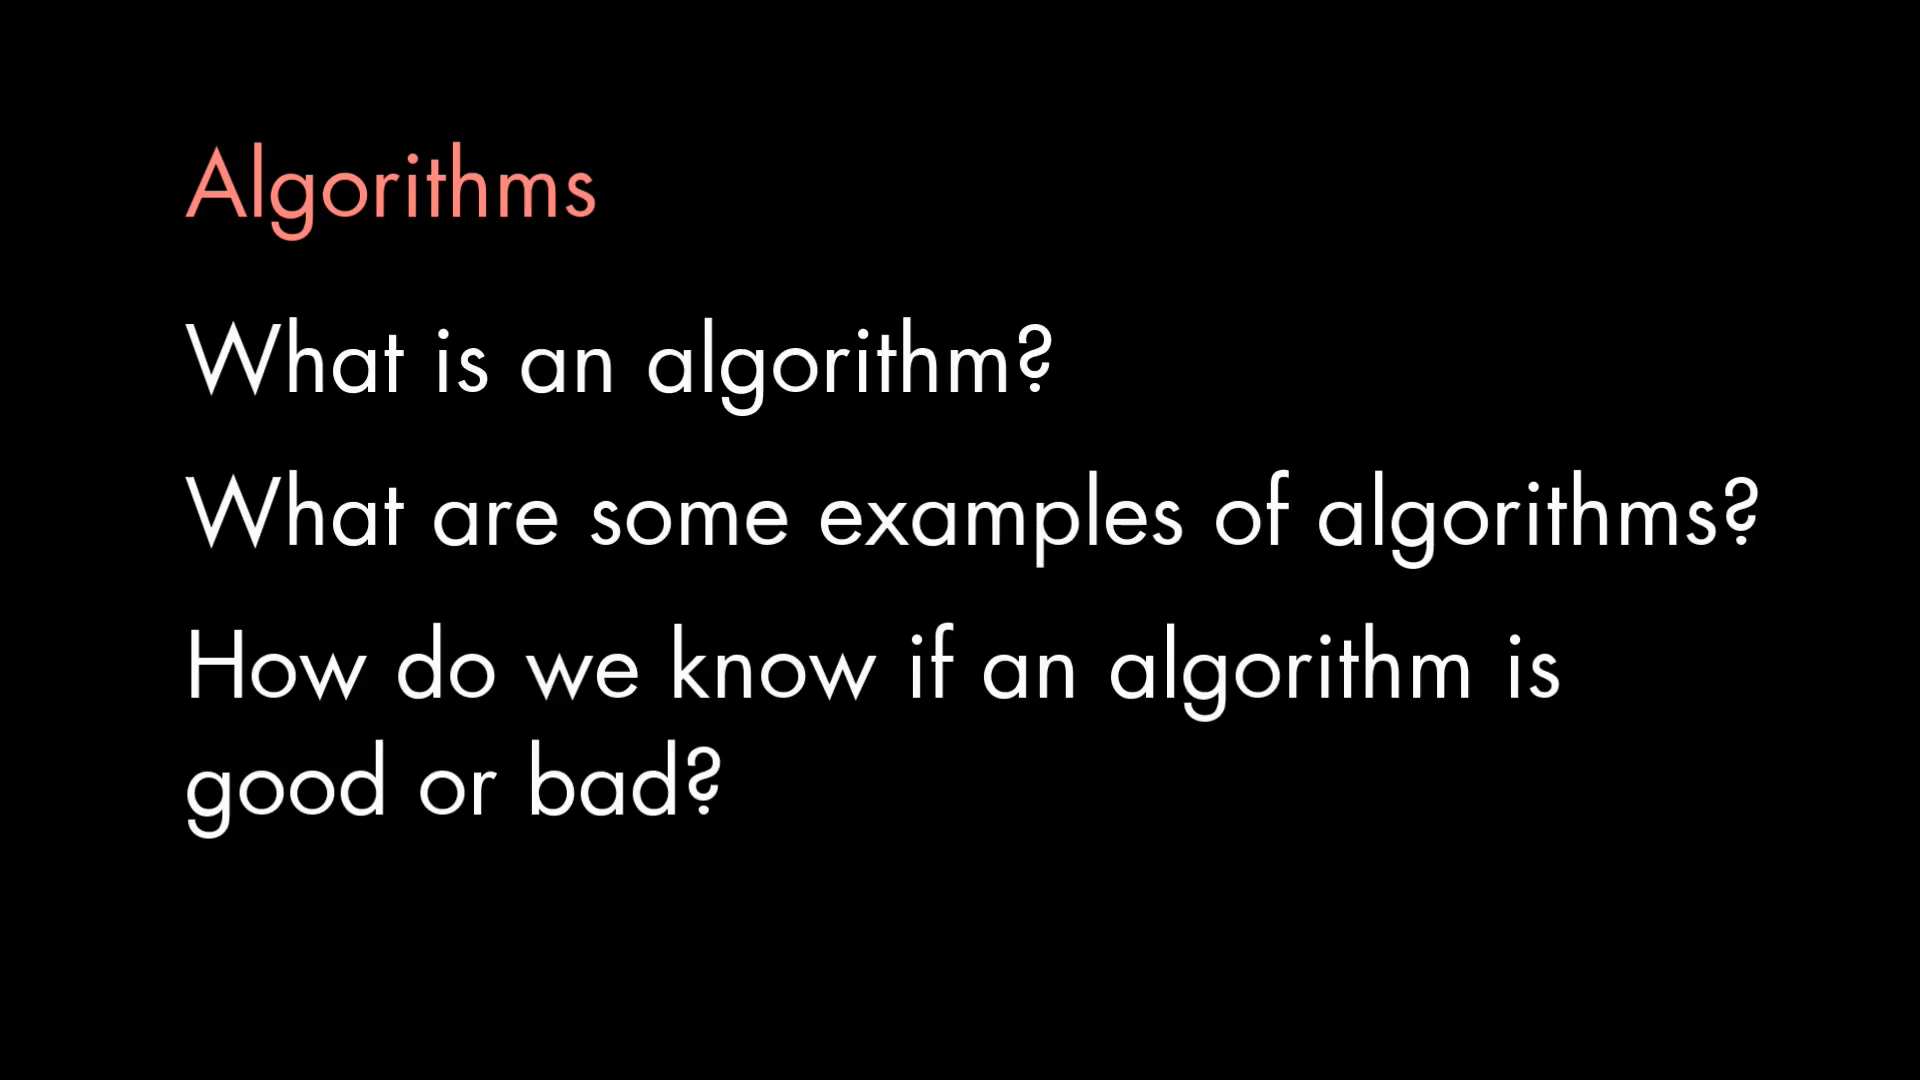 Algorithms
What is an algorithm?
What are some examples of algorithms?
How do we know if an algorithm is
good or bad?